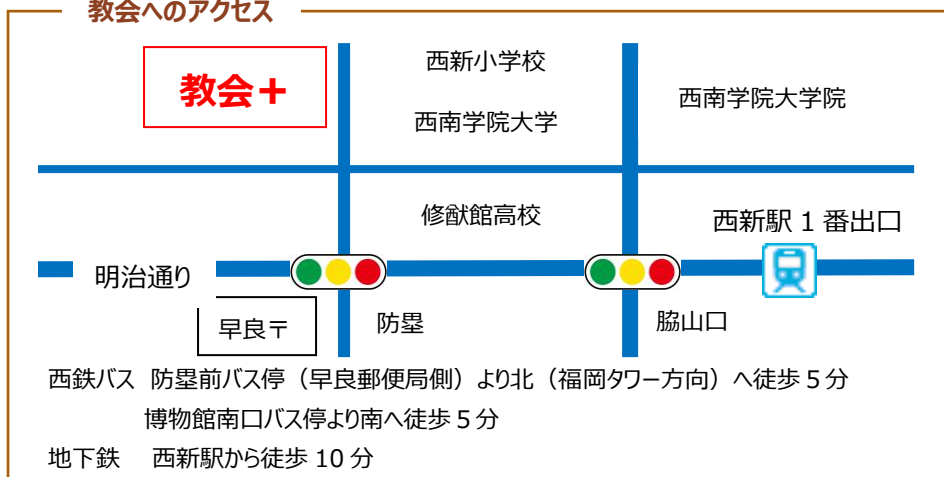 教会へのアクセス
教会＋
西新小学校
西南学院大学
西南学院大学院
修猷館高校
西新駅 1 番出口
明治通り
早良〒
防塁
脇山口
西鉄バス 防塁前バス停（早良郵便局側）より北（福岡タワー方向）へ徒歩 5 分
博物館南口バス停より南へ徒歩 5 分
地下鉄 西新駅から徒歩 10 分